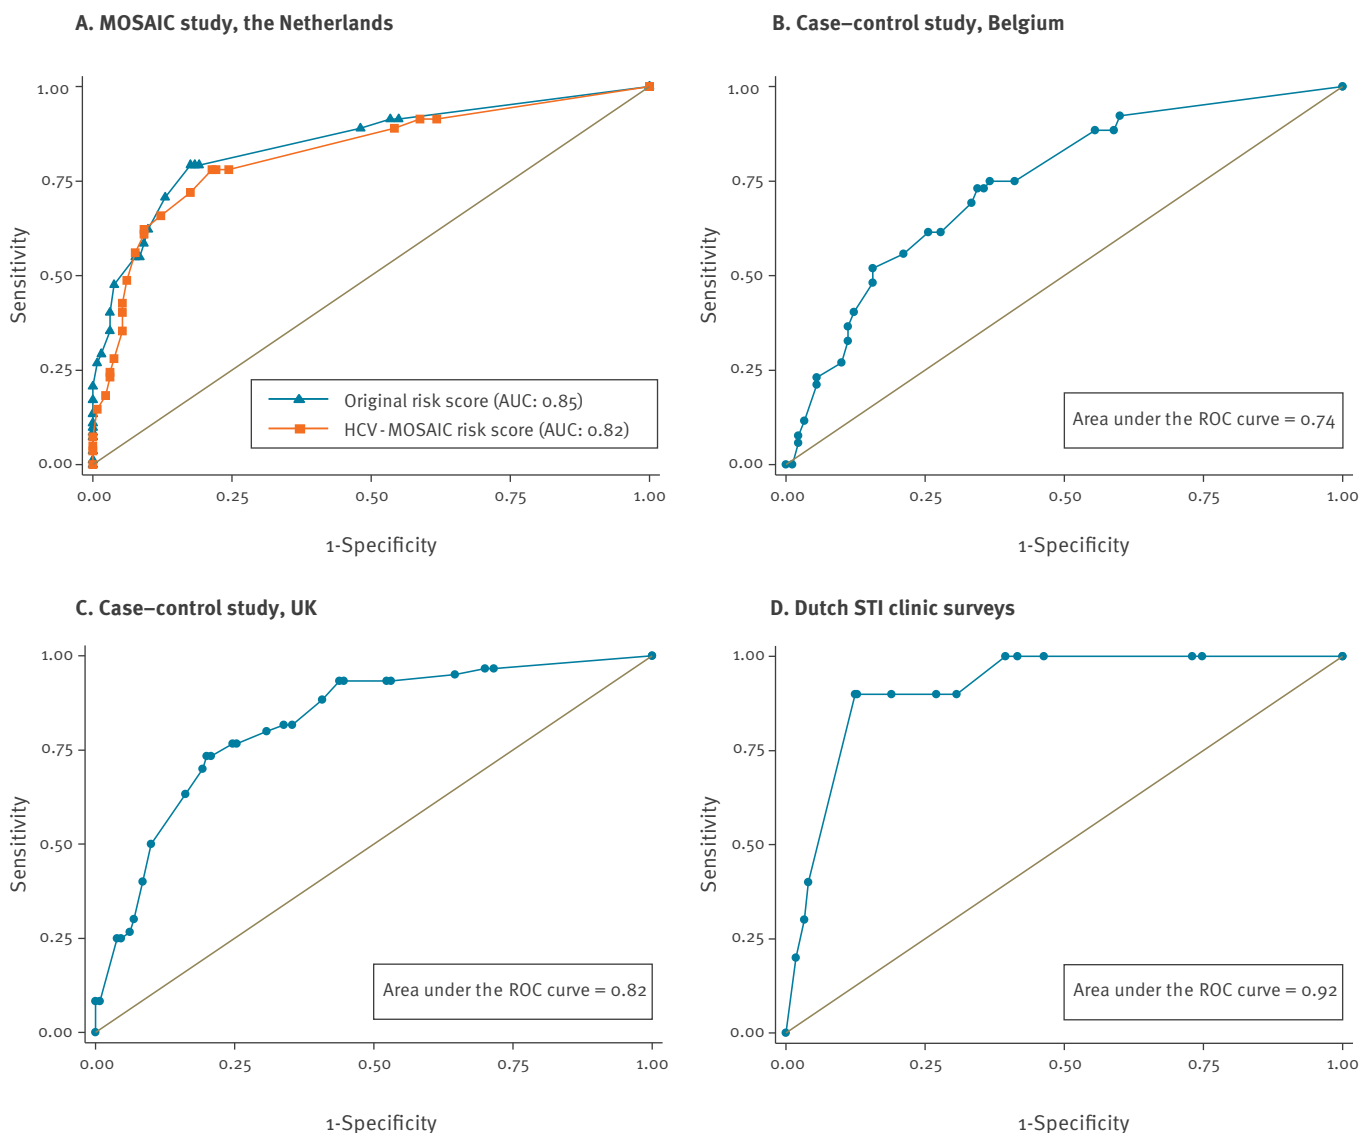 A. MOSAIC study, the Netherlands
1.00
0.75
0.50
0.25
0.00
Sensitivity
Original risk score (AUC: 0.85)
HCV-MOSAIC risk score (AUC: 0.82)
0.00 0.25 0.50 0.75 1.00
1-Specificity
B. Case–control study, Belgium
1.00
0.75
0.50
0.25
0.00
Sensitivity
Area under the ROC curve = 0.74
0.00 0.25 0.50 0.75 1.00
1-Specificity
C. Case–control study, UK
1.00
0.75
0.50
0.25
0.00
Sensitivity
Area under the ROC curve = 0.82
0.00 0.25 0.50 0.75 1.00
1-Specificity
D. Dutch STI clinic surveys
1.00
0.75
0.50
0.25
0.00
Sensitivity
Area under the ROC curve = 0.92
0.00 0.25 0.50 0.75 1.00
1-Specificity